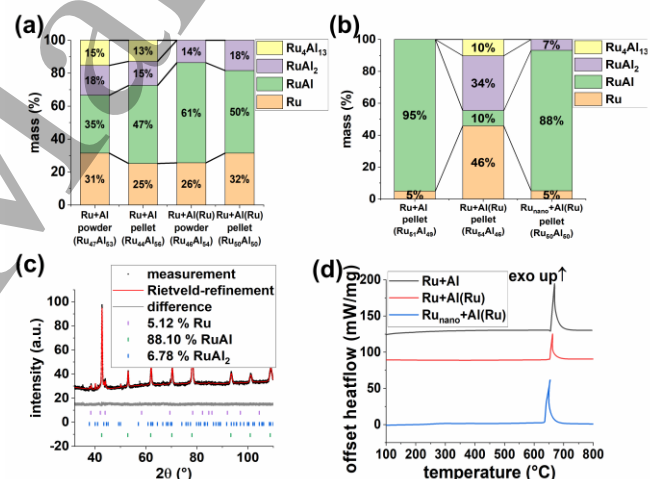 (a)
mass (%)
100
80
60
40
20
0
15%
18%
35%
31%
13%
15%
47%
25%
14%
61%
26%
18%
50%
32%
Ru₄Al₁₃
RuAl₂
RuAl
Ru
Ru+Al
powder
(Ru₄₇Al₅₃)
Ru+Al
pellet
(Ru₄₄Al₅₆)
Ru+Al(Ru)
powder
(Ru₄₆Al₅₄)
Ru+Al(Ru)
pellet
(Ru₅₀Al₅₀)
(b)
mass (%)
100
80
60
40
20
0
95%
5%
10%
34%
10%
46%
7%
88%
5%
Ru₄Al₁₃
RuAl₂
RuAl
Ru
Ru+Al
pellet
(Ru₅₁Al₄₉)
Ru+Al(Ru)
pellet
(Ru₅₄Al₄₆)
Ru_nano+Al(Ru)
pellet
(Ru₅₀Al₅₀)
(c)
intensity (a.u.)
100
80
60
40
20
0
-20
measurement
Rietveld-refinement
difference
5.12 % Ru
88.10 % RuAl
6.78 % RuAl₂
40
60
80
100
2θ (°)
(d)
offset heatflow (mW/mg)
200
150
100
50
0
exo up↑
Ru+Al
Ru+Al(Ru)
Ru_nano+Al(Ru)
100 200 300 400 500 600 700 800
temperature (°C)